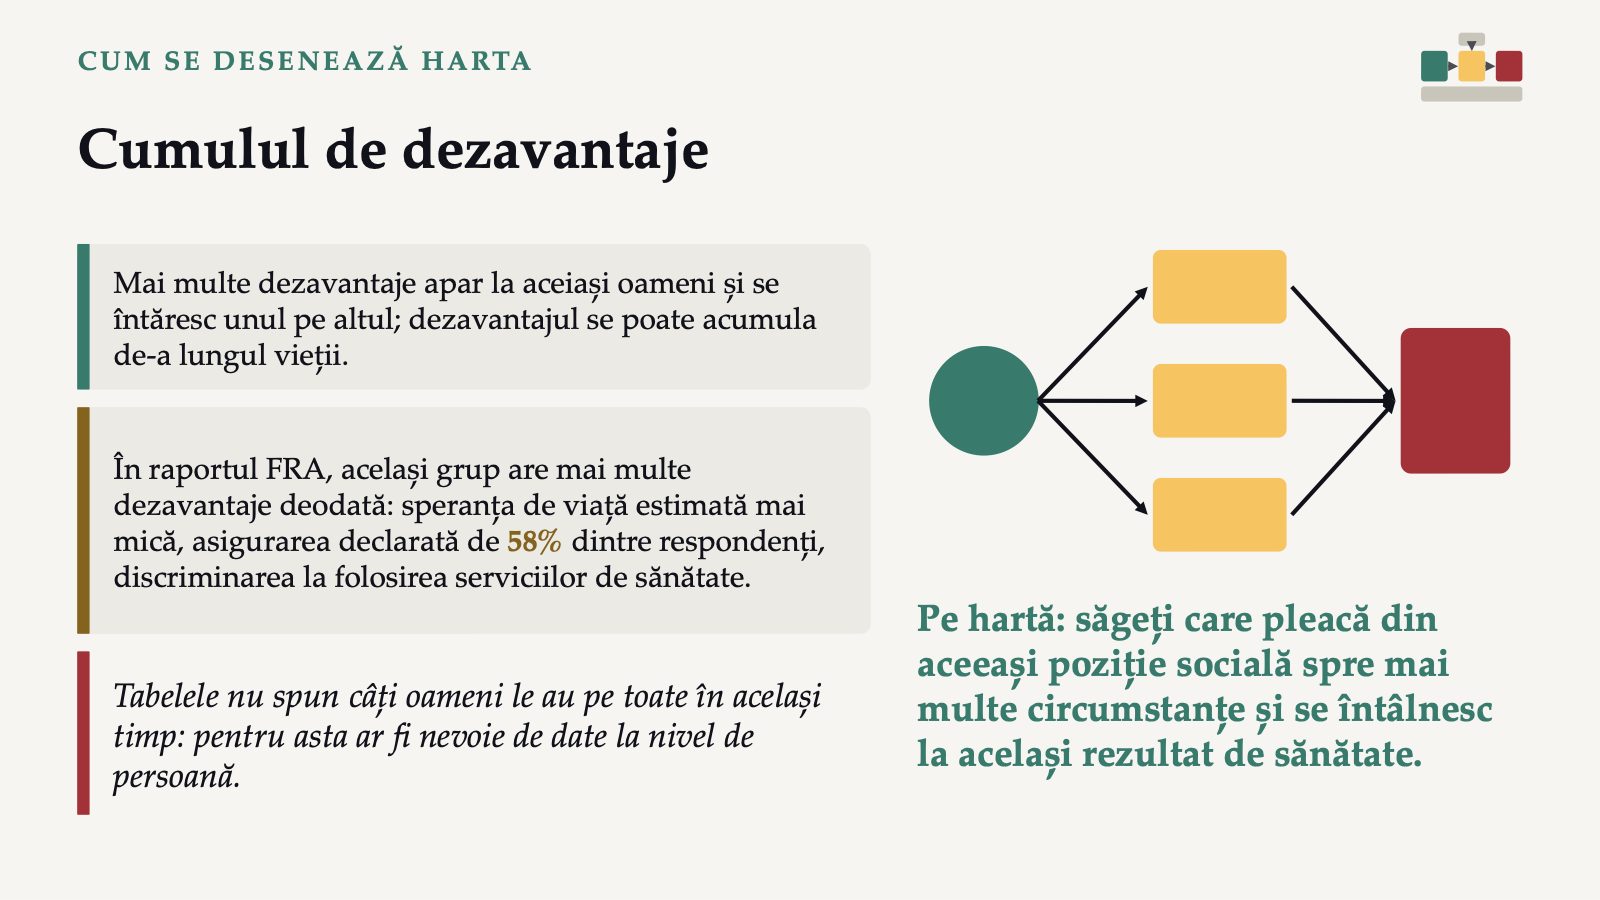 CUM SE DESENEAZĂ HARTA
Cumulul de dezavantaje
Mai multe dezavantaje apar la aceiași oameni și se
întăresc unul pe altul; dezavantajul se poate acumula
de-a lungul vieții.
În raportul FRA, același grup are mai multe
dezavantaje deodată: speranța de viață estimată mai
mică, asigurarea declarată de 58% dintre respondenți,
discriminarea la folosirea serviciilor de sănătate.
Tabelele nu spun câți oameni le au pe toate în același
timp: pentru asta ar fi nevoie de date la nivel de
persoană.
Pe hartă: săgeți care pleacă din
aceeași poziție socială spre mai
multe circumstanțe și se întâlnesc
la același rezultat de sănătate.